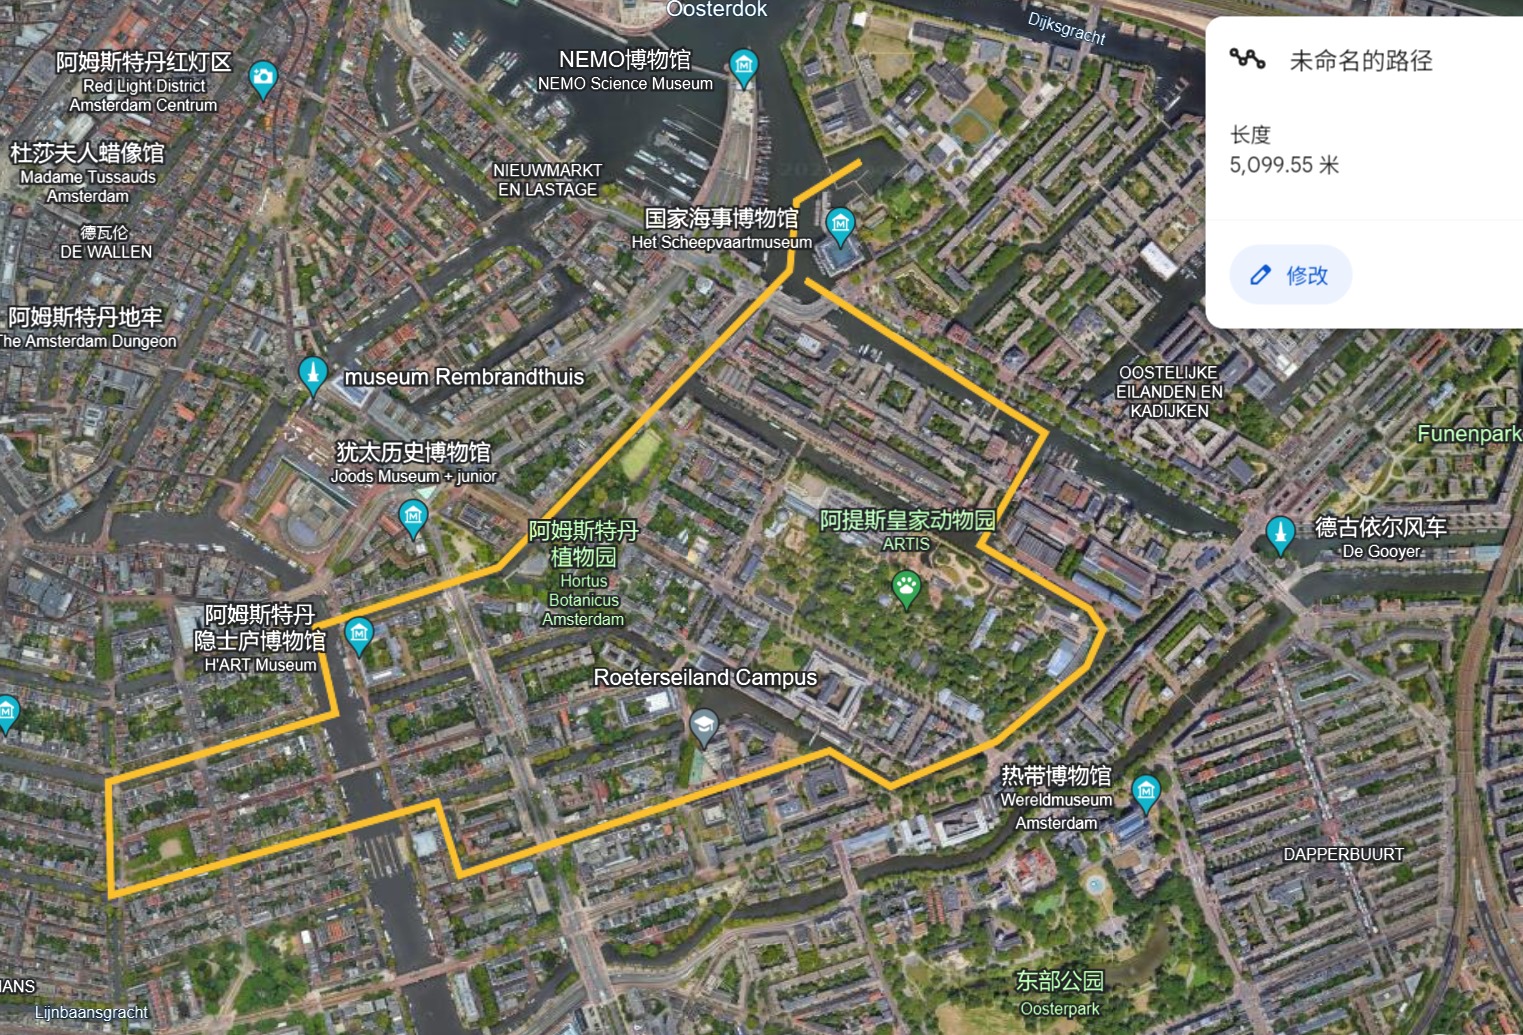 Oosterdok
Dijksgracht
未命名的路径
长度
5,099.55 米
修改
NEMO博物馆
NEMO Science Museum
阿姆斯特丹红灯区
Red Light District
Amsterdam Centrum
杜莎夫人蜡像馆
Madame Tussauds
Amsterdam
NIEUWMARKT
EN LASTAGE
国家海事博物馆
Het Scheepvaartmuseum
德瓦伦
DE WALLEN
阿姆斯特丹地牢
The Amsterdam Dungeon
museum Rembrandthuis
OOSTELIJKE
EILANDEN EN
KADIJKEN
Funenpark
犹太历史博物馆
Joods Museum + junior
阿姆斯特丹
植物园
Hortus
Botanicus
Amsterdam
阿提斯皇家动物园
ARTIS
德古依尔风车
De Gooyer
阿姆斯特丹
隐士庐博物馆
H'ART Museum
Roeterseiland Campus
热带博物馆
Wereldmuseum
Amsterdam
DAPPERBUURT
东部公园
Oosterpark
Lijnbaansgracht